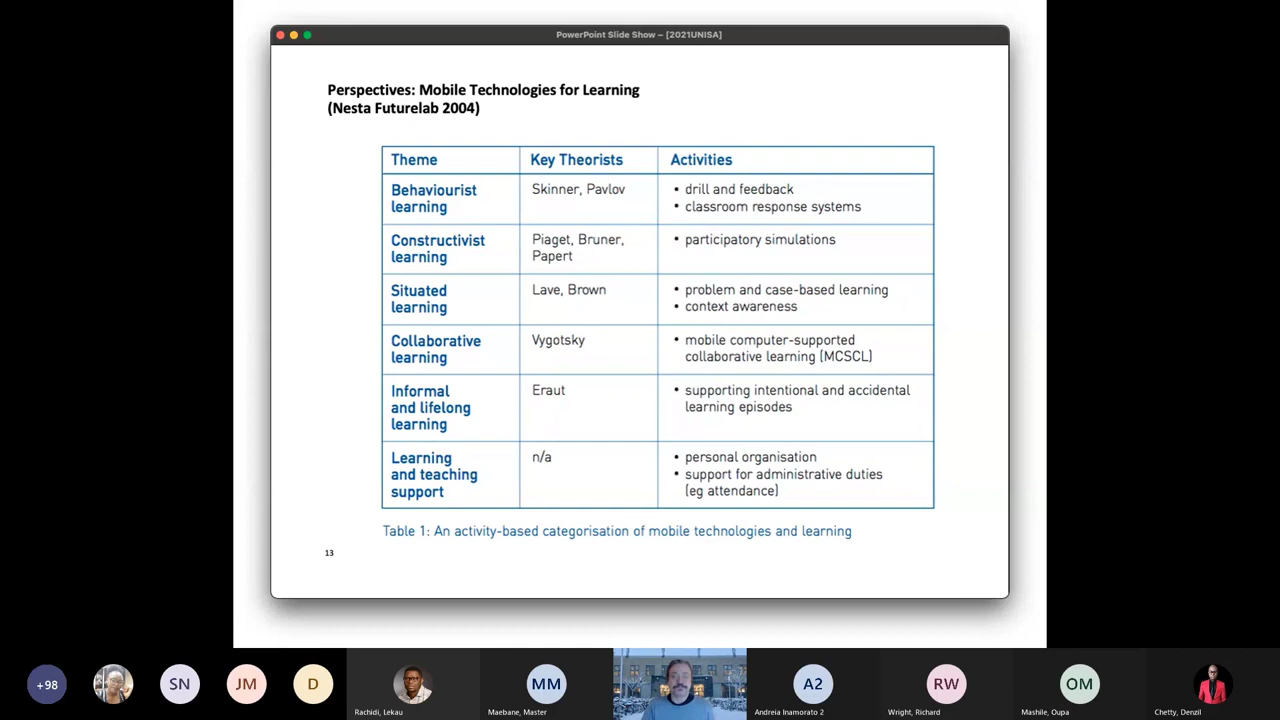 PowerPoint Slide Show – [2021UNISA]
Perspectives: Mobile Technologies for Learning
(Nesta Futurelab 2004)
Theme Key Theorists Activities
Behaviourist
learning
Skinner, Pavlov
• drill and feedback
• classroom response systems
Constructivist
learning
Piaget, Bruner,
Papert
• participatory simulations
Situated
learning
Lave, Brown
• problem and case-based learning
• context awareness
Collaborative
learning
Vygotsky
• mobile computer-supported
collaborative learning (MCSCL)
Informal
and lifelong
learning
Eraut
• supporting intentional and accidental
learning episodes
Learning
and teaching
support
n/a
• personal organisation
• support for administrative duties
(eg attendance)
Table 1: An activity-based categorisation of mobile technologies and learning
13
+98
SN
JM
D
Rachidi, Lekau
MM
Maebane, Master
A2
Andreia Inamorato 2
RW
Wright, Richard
OM
Mashile, Oupa
Chetty, Denzil